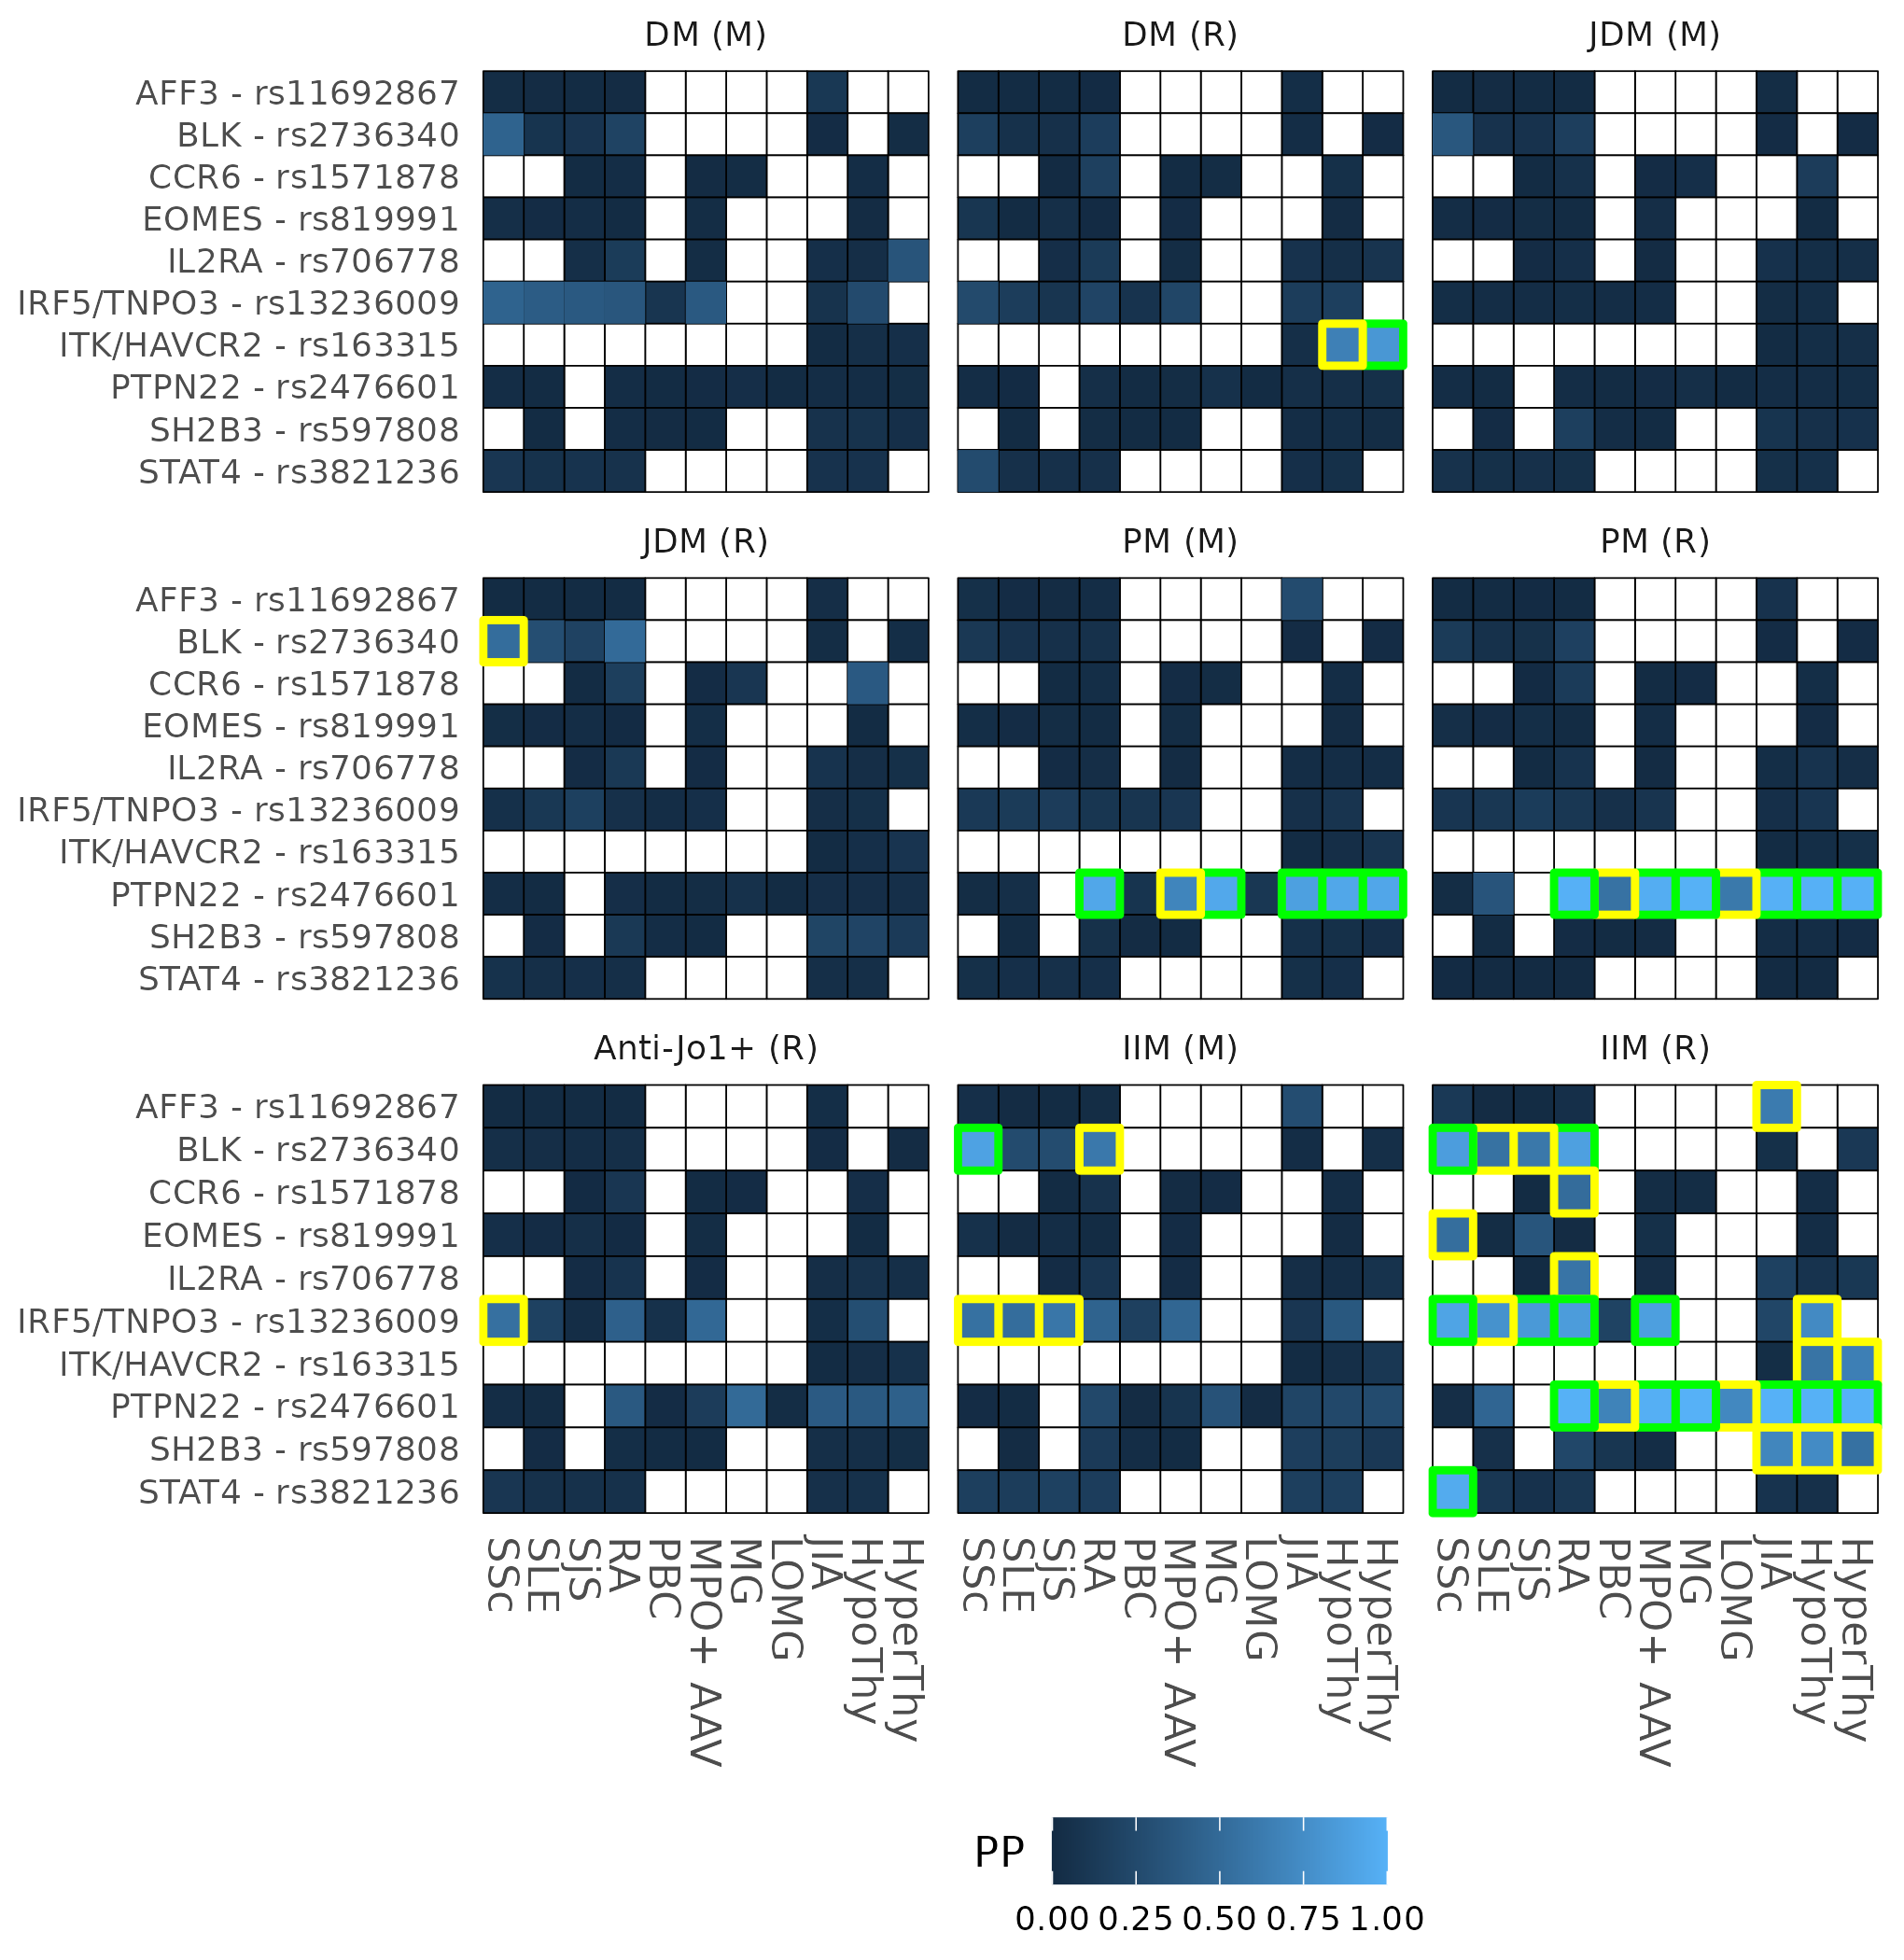 DM (M) DM (R) JDM (M)
AFF3 - rs11692867
BLK - rs2736340
CCR6 - rs1571878
EOMES - rs819991
IL2RA - rs706778
IRF5/TNPO3 - rs13236009
ITK/HAVCR2 - rs163315
PTPN22 - rs2476601
SH2B3 - rs597808
STAT4 - rs3821236
JDM (R) PM (M) PM (R)
AFF3 - rs11692867
BLK - rs2736340
CCR6 - rs1571878
EOMES - rs819991
IL2RA - rs706778
IRF5/TNPO3 - rs13236009
ITK/HAVCR2 - rs163315
PTPN22 - rs2476601
SH2B3 - rs597808
STAT4 - rs3821236
Anti-Jo1+ (R) IIM (M) IIM (R)
AFF3 - rs11692867
BLK - rs2736340
CCR6 - rs1571878
EOMES - rs819991
IL2RA - rs706778
IRF5/TNPO3 - rs13236009
ITK/HAVCR2 - rs163315
PTPN22 - rs2476601
SH2B3 - rs597808
STAT4 - rs3821236
SSc SLE SjS RA PBC MPO+ AAV MG LOMG JIA HypoThy HyperThy
SSc SLE SjS RA PBC MPO+ AAV MG LOMG JIA HypoThy HyperThy
SSc SLE SjS RA PBC MPO+ AAV MG LOMG JIA HypoThy HyperThy
PP
0.00 0.25 0.50 0.75 1.00